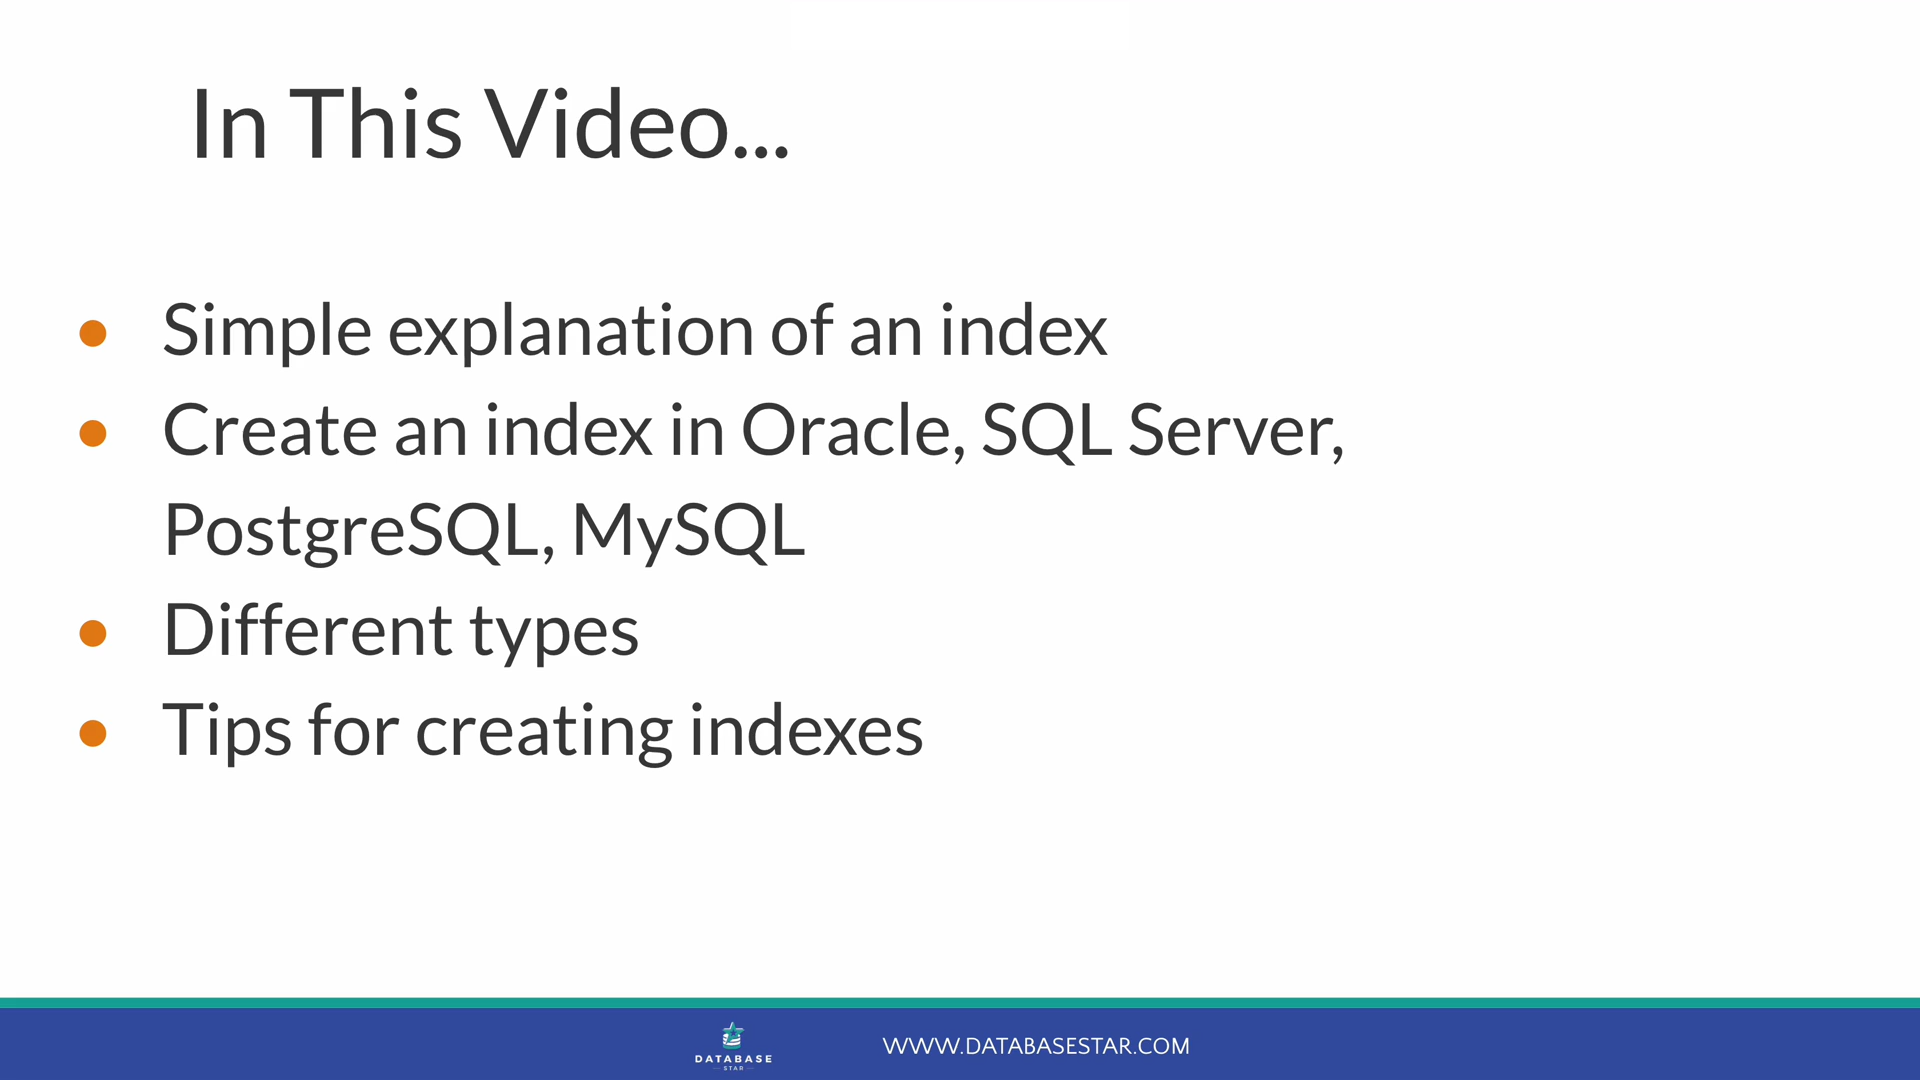 In This Video...
● Simple explanation of an index
● Create an index in Oracle, SQL Server,
PostgreSQL, MySQL
● Different types
● Tips for creating indexes
DATABASE
STAR
WWW.DATABASESTAR.COM